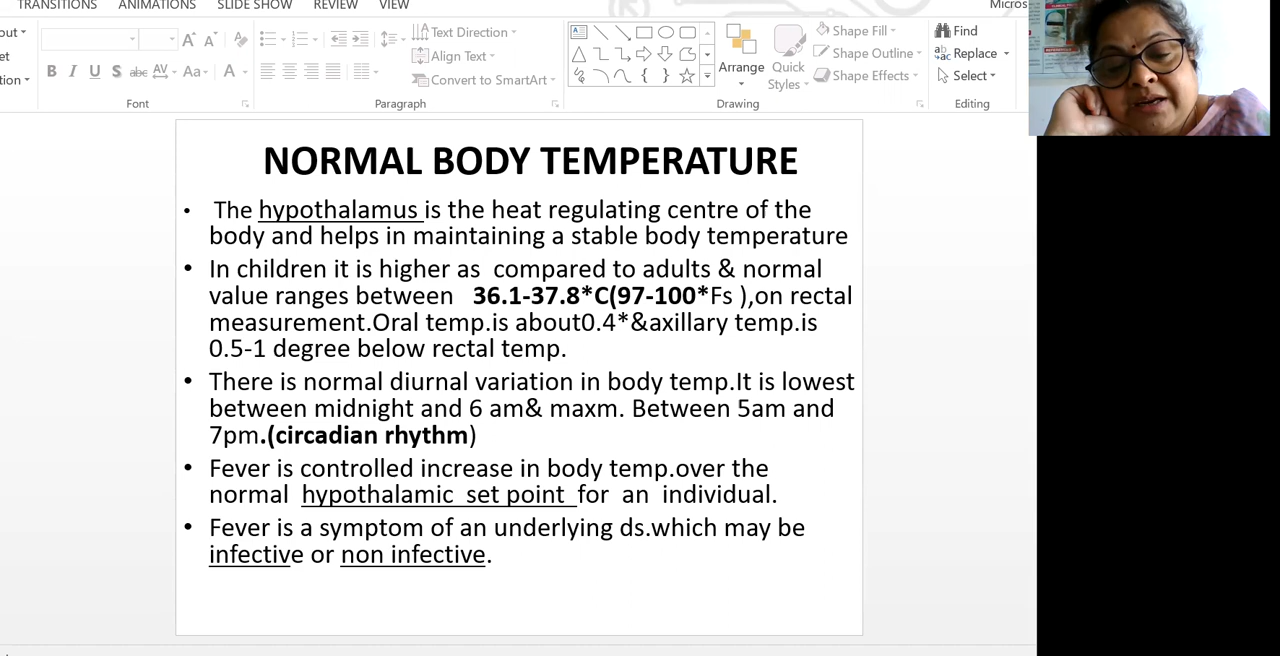 TRANSITIONS ANIMATIONS SLIDE SHOW REVIEW VIEW Micros
out
et
tion
B I U S abc AV Aa A A A
Font
Text Direction
Align Text
Convert to SmartArt
Paragraph
Arrange
Quick
Styles
Shape Fill
Shape Outline
Shape Effects
Drawing
Find
Replace
Select
Editing
NORMAL BODY TEMPERATURE
• The hypothalamus is the heat regulating centre of the
body and helps in maintaining a stable body temperature
• In children it is higher as compared to adults & normal
value ranges between 36.1-37.8*C(97-100*Fs ),on rectal
measurement.Oral temp.is about0.4*&axillary temp.is
0.5-1 degree below rectal temp.
• There is normal diurnal variation in body temp.It is lowest
between midnight and 6 am& maxm. Between 5am and
7pm.(circadian rhythm)
• Fever is controlled increase in body temp.over the
normal hypothalamic set point for an individual.
• Fever is a symptom of an underlying ds.which may be
infective or non infective.